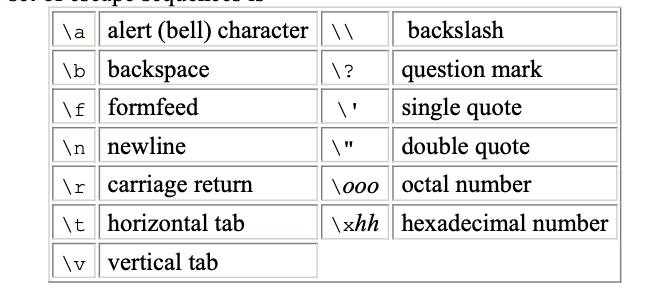 set of escape sequences is
\a alert (bell) character \\ backslash
\b backspace \? question mark
\f formfeed \' single quote
\n newline \" double quote
\r carriage return \ooo octal number
\t horizontal tab \xhh hexadecimal number
\v vertical tab